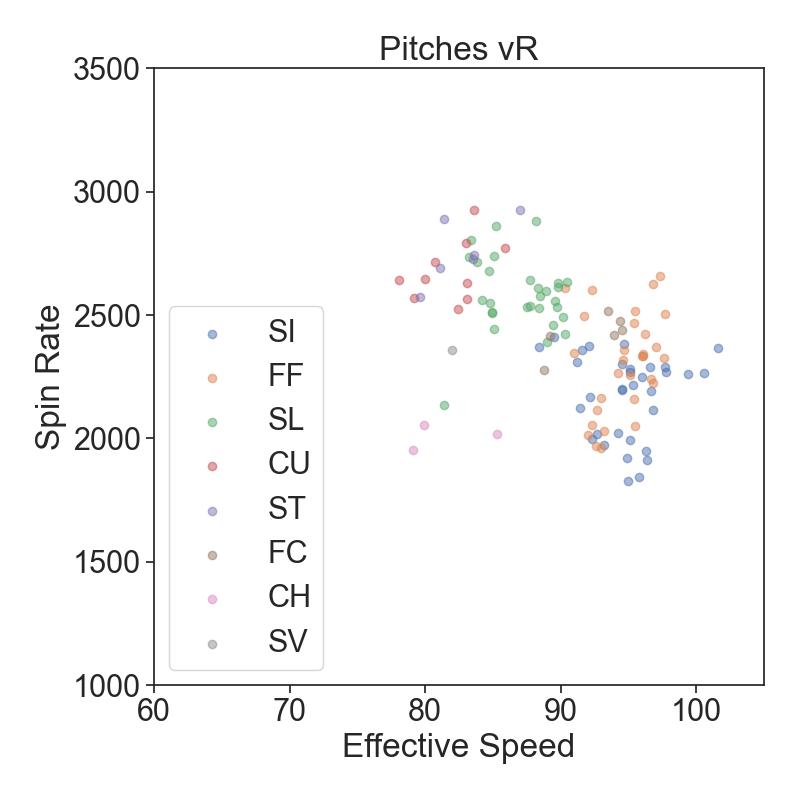 Pitches vR
3500
3000
2500
2000
1500
1000
Spin Rate
SI
FF
SL
CU
ST
FC
CH
SV
60 70 80 90 100
Effective Speed